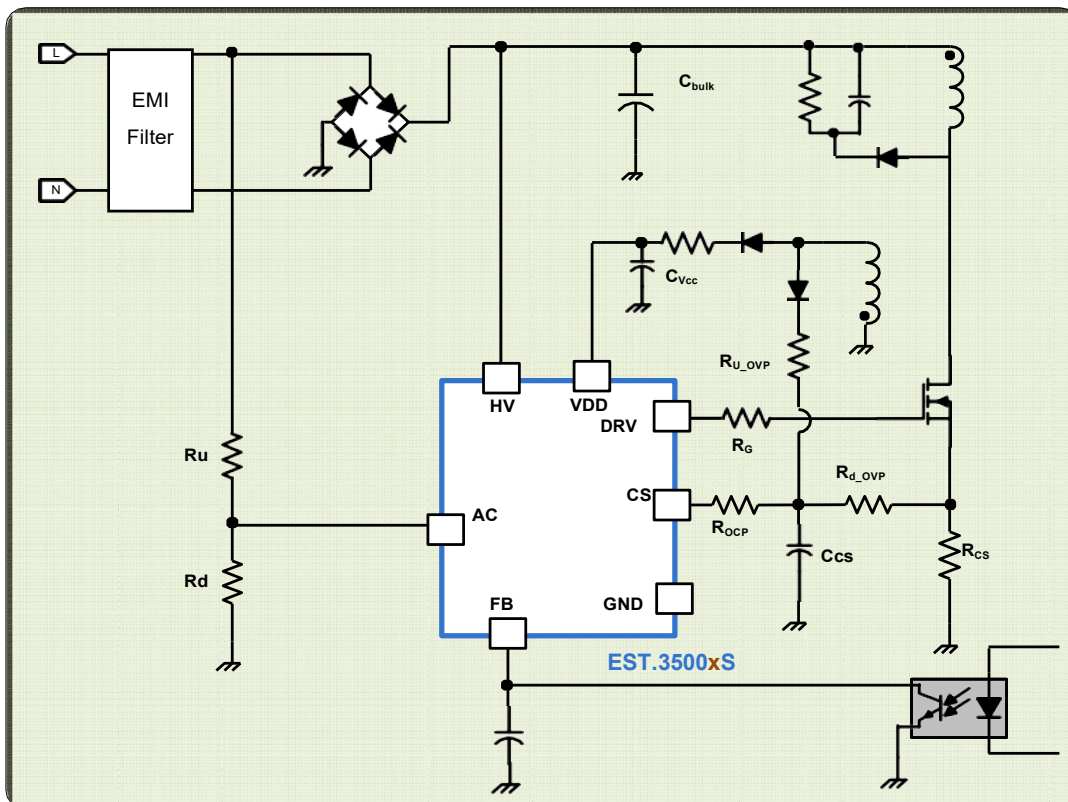 L
EMI
Filter
N
Cbulk
CVcc
RU_OVP
HV
VDD
DRV
RG
Ru
CS
Rd_OVP
AC
ROCP
Ccs
RCS
Rd
FB
GND
EST.3500xS